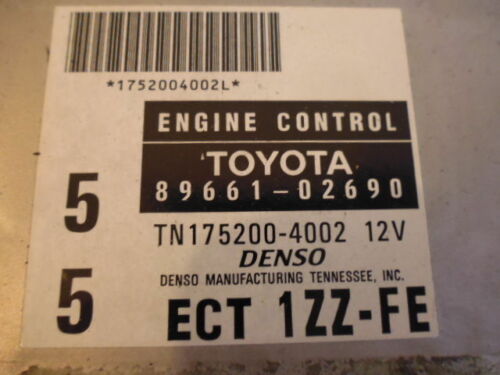 *1752004002L*
ENGINE CONTROL
TOYOTA
89661-02690
5
TN175200-4002 12V
DENSO
DENSO MANUFACTURING TENNESSEE, INC.
5
ECT 1ZZ-FE